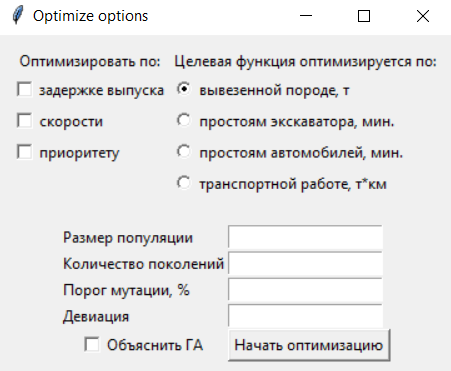 Optimize options
Оптимизировать по: Целевая функция оптимизируется по:
задержке выпуска вывезенной породе, т
скорости простоям экскаватора, мин.
приоритету простоям автомобилей, мин.
транспортной работе, т*км
Размер популяции
Количество поколений
Порог мутации, %
Девиация
Объяснить ГА Начать оптимизацию